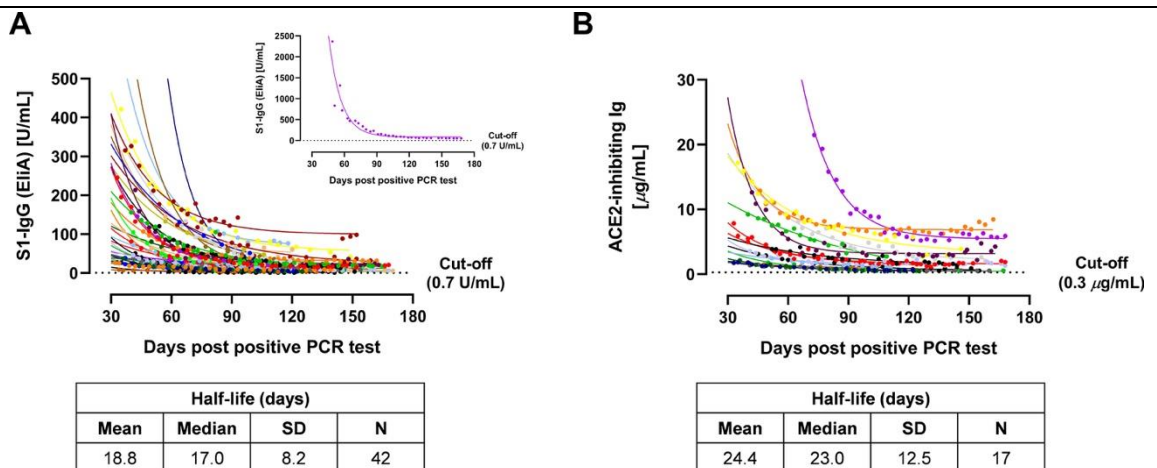 A
S1-IgG (EliA) [U/mL]
500
400
300
200
100
0
30 60 90 120 150 180
Days post positive PCR test
Cut-off
(0.7 U/mL)
S1-IgG (EliA) [U/mL]
2500
2000
1500
1000
500
0
30 60 90 120 150 180
Days post positive PCR test
Cut-off
(0.7 U/mL)
Half-life (days)
Mean Median SD N
18.8 17.0 8.2 42
B
ACE2-inhibiting Ig
[µg/mL]
30
20
10
0
30 60 90 120 150 180
Days post positive PCR test
Cut-off
(0.3 µg/mL)
Half-life (days)
Mean Median SD N
24.4 23.0 12.5 17